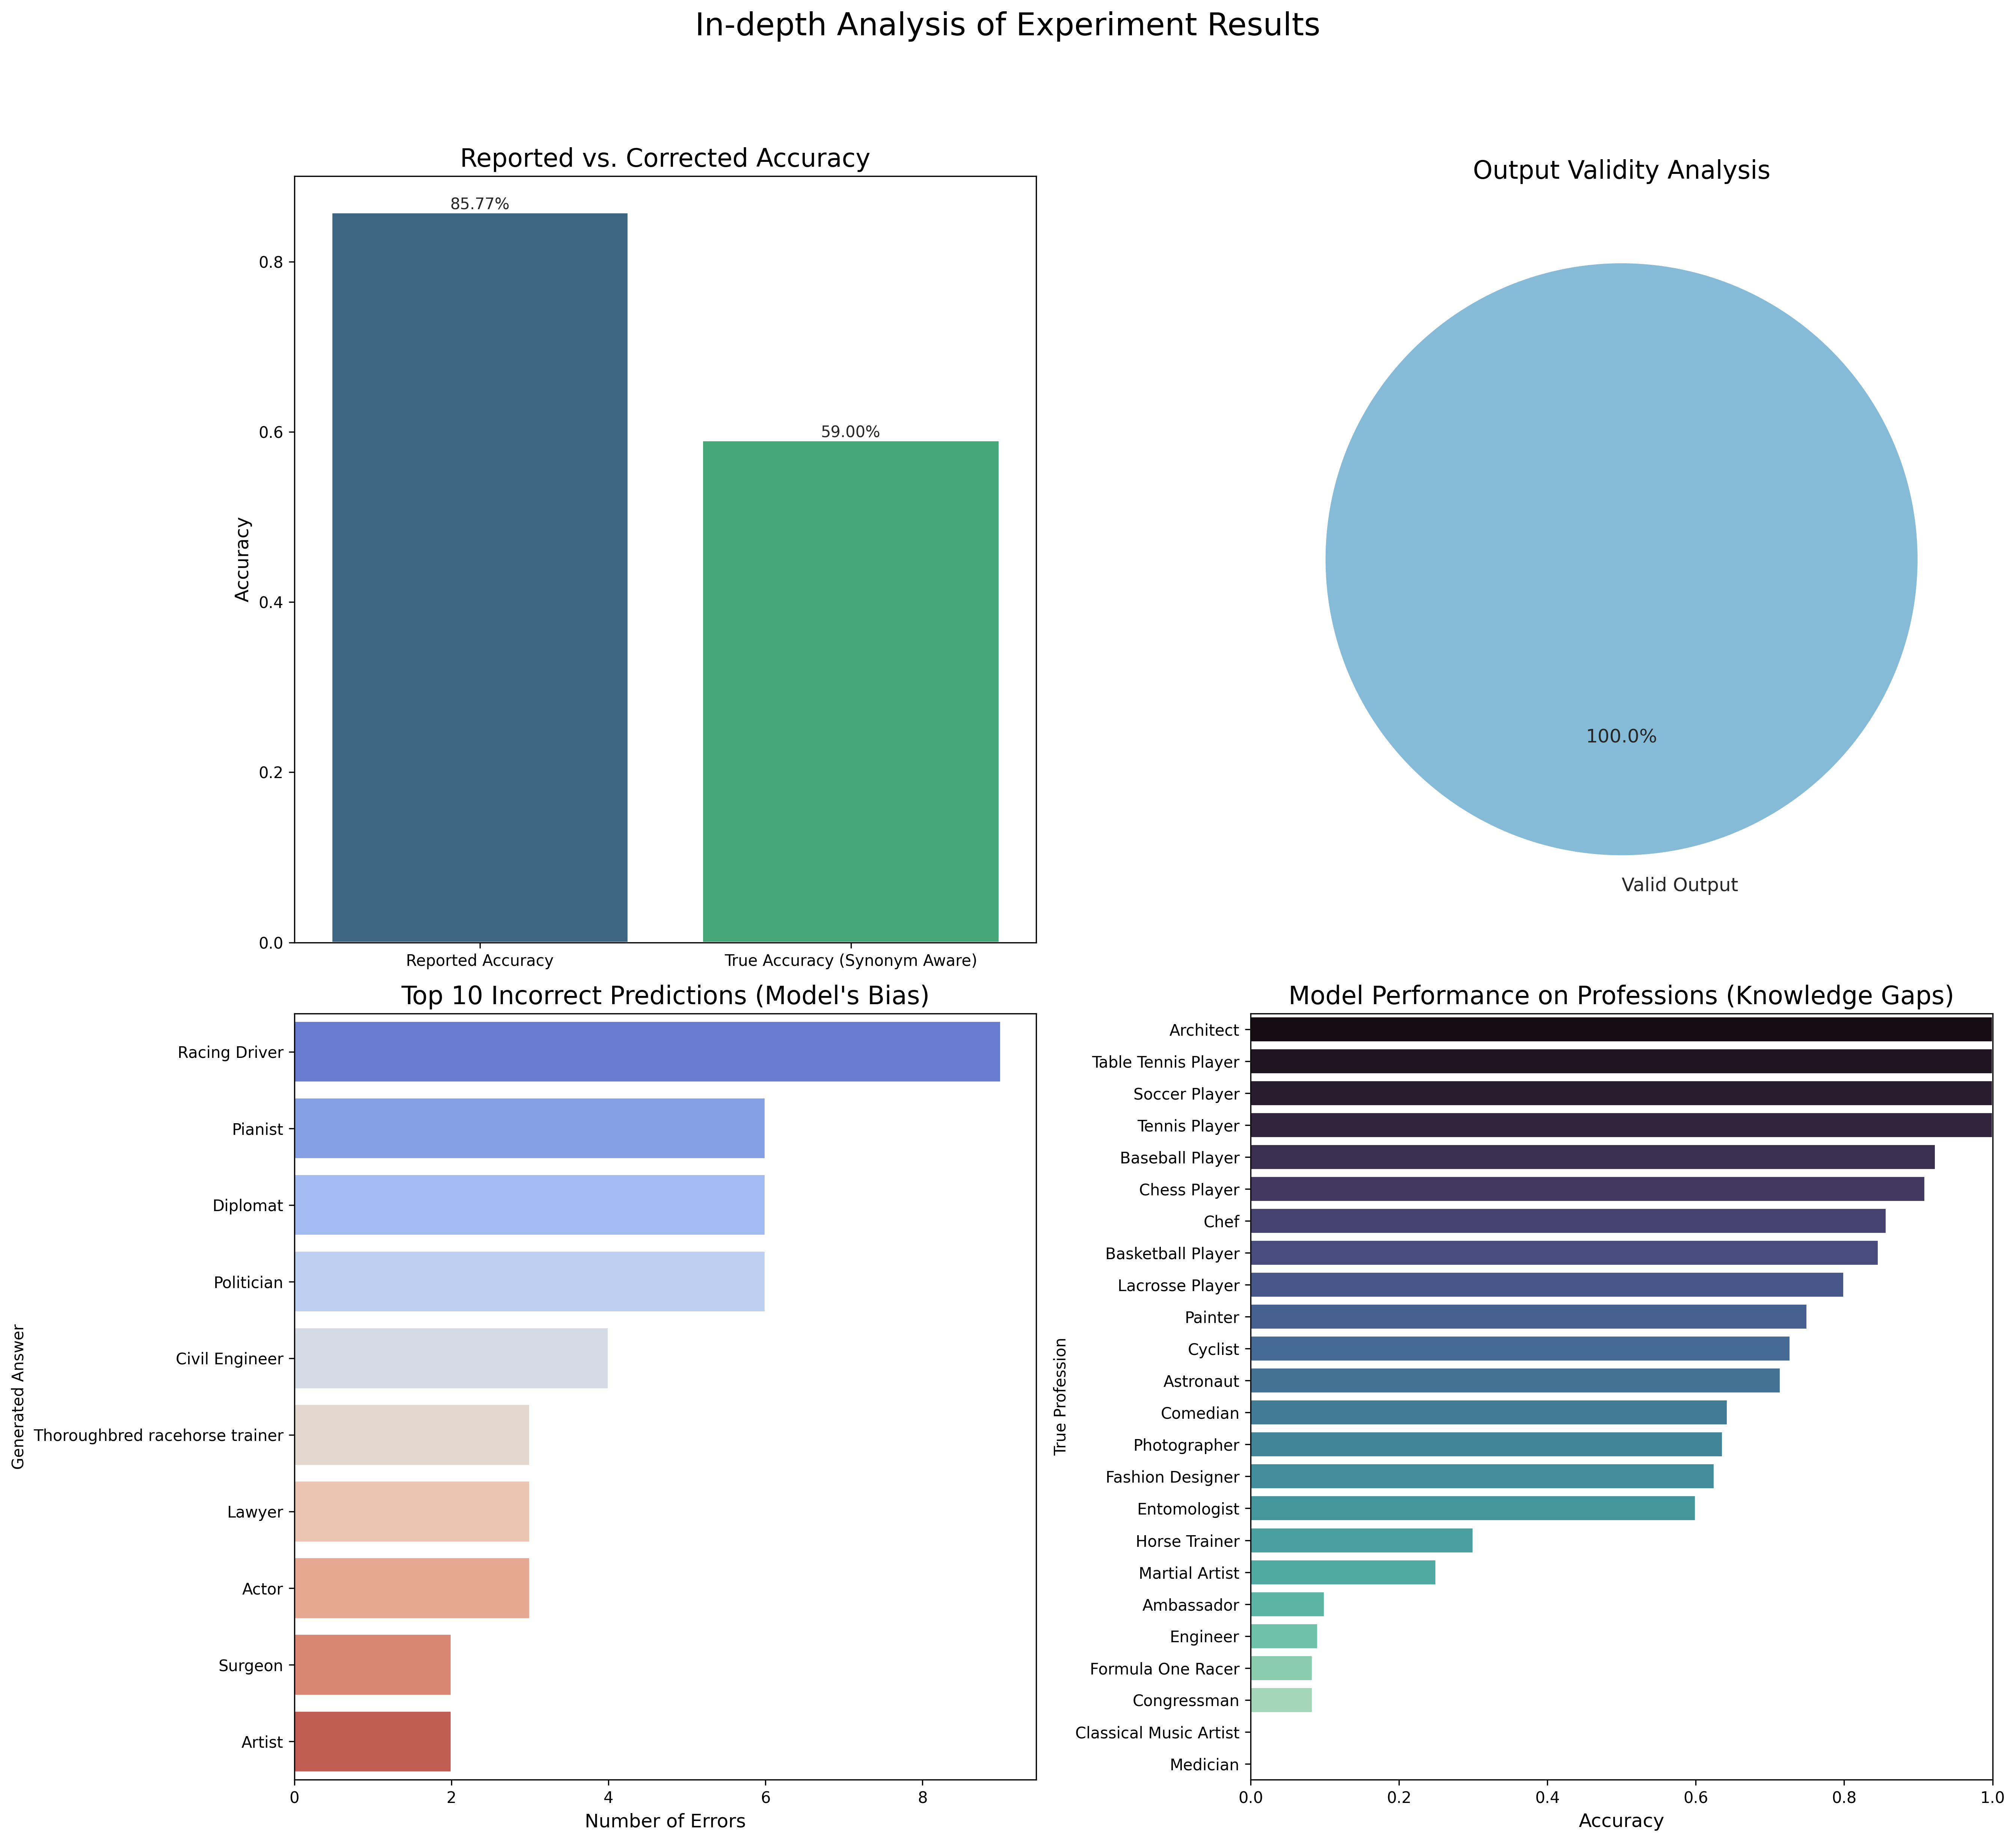 In-depth Analysis of Experiment Results
Reported vs. Corrected Accuracy
85.77%
59.00%
Accuracy
0.8
0.6
0.4
0.2
0.0
Reported Accuracy
True Accuracy (Synonym Aware)
Output Validity Analysis
100.0%
Valid Output
Top 10 Incorrect Predictions (Model's Bias)
Generated Answer
Racing Driver
Pianist
Diplomat
Politician
Civil Engineer
Thoroughbred racehorse trainer
Lawyer
Actor
Surgeon
Artist
0 2 4 6 8
Number of Errors
Model Performance on Professions (Knowledge Gaps)
True Profession
Architect
Table Tennis Player
Soccer Player
Tennis Player
Baseball Player
Chess Player
Chef
Basketball Player
Lacrosse Player
Painter
Cyclist
Astronaut
Comedian
Photographer
Fashion Designer
Entomologist
Horse Trainer
Martial Artist
Ambassador
Engineer
Formula One Racer
Congressman
Classical Music Artist
Medician
0.0 0.2 0.4 0.6 0.8 1.0
Accuracy